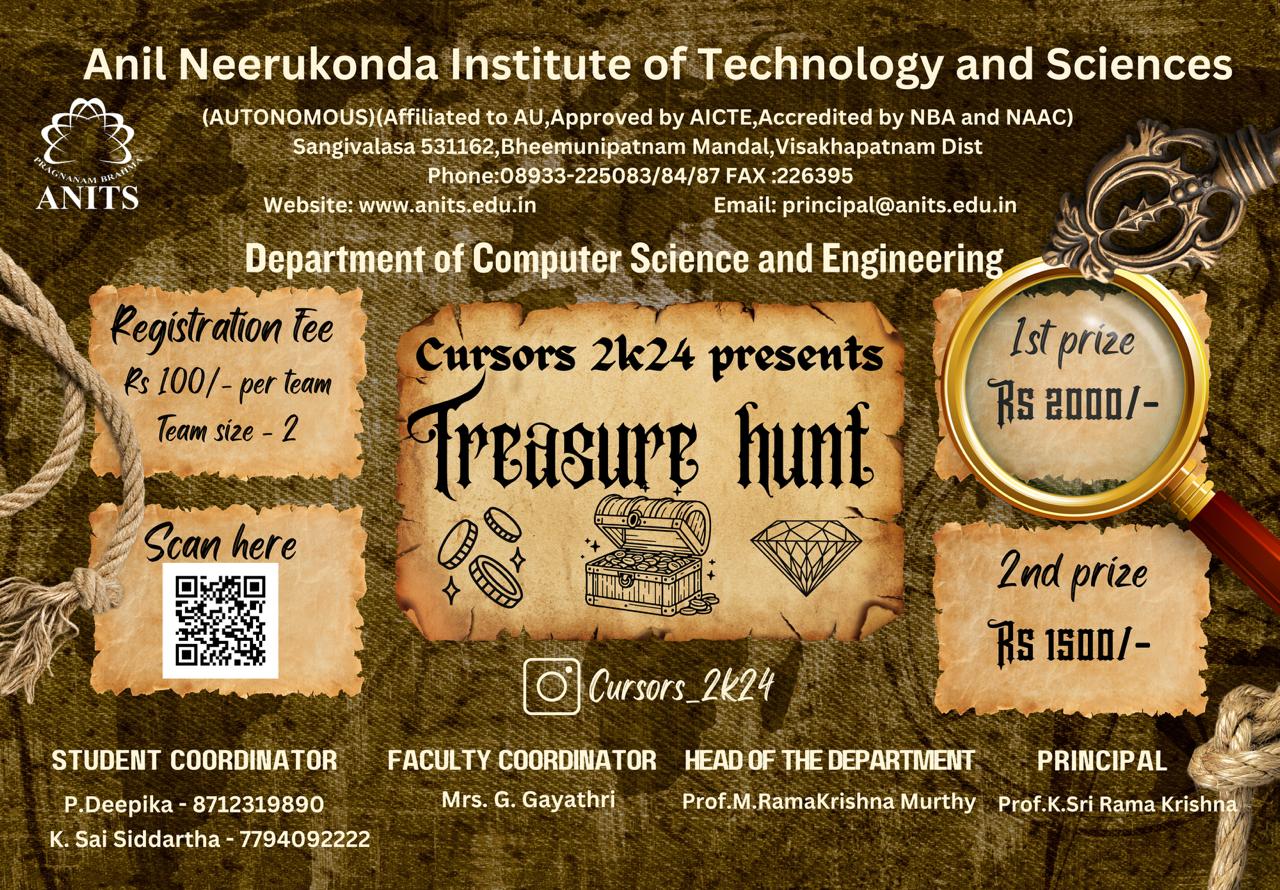 Anil Neerukonda Institute of Technology and Sciences
(AUTONOMOUS)(Affiliated to AU,Approved by AICTE,Accredited by NBA and NAAC)
Sangivalasa 531162,Bheemunipatnam Mandal,Visakhapatnam Dist
Phone:08933-225083/84/87 FAX :226395
Website: www.anits.edu.in Email: principal@anits.edu.in
PRAGNANAM BRAHMA
ANITS
Department of Computer Science and Engineering
Registration Fee
Rs 100/- per team
Team size - 2
Scan here
Cursors 2k24 presents
Treasure hunt
Cursors_2k24
1st prize
Rs 2000/-
2nd prize
Rs 1500/-
STUDENT COORDINATOR
P.Deepika - 8712319890
K. Sai Siddartha - 7794092222
FACULTY COORDINATOR
Mrs. G. Gayathri
HEAD OF THE DEPARTMENT
Prof.M.RamaKrishna Murthy
PRINCIPAL
Prof.K.Sri Rama Krishna